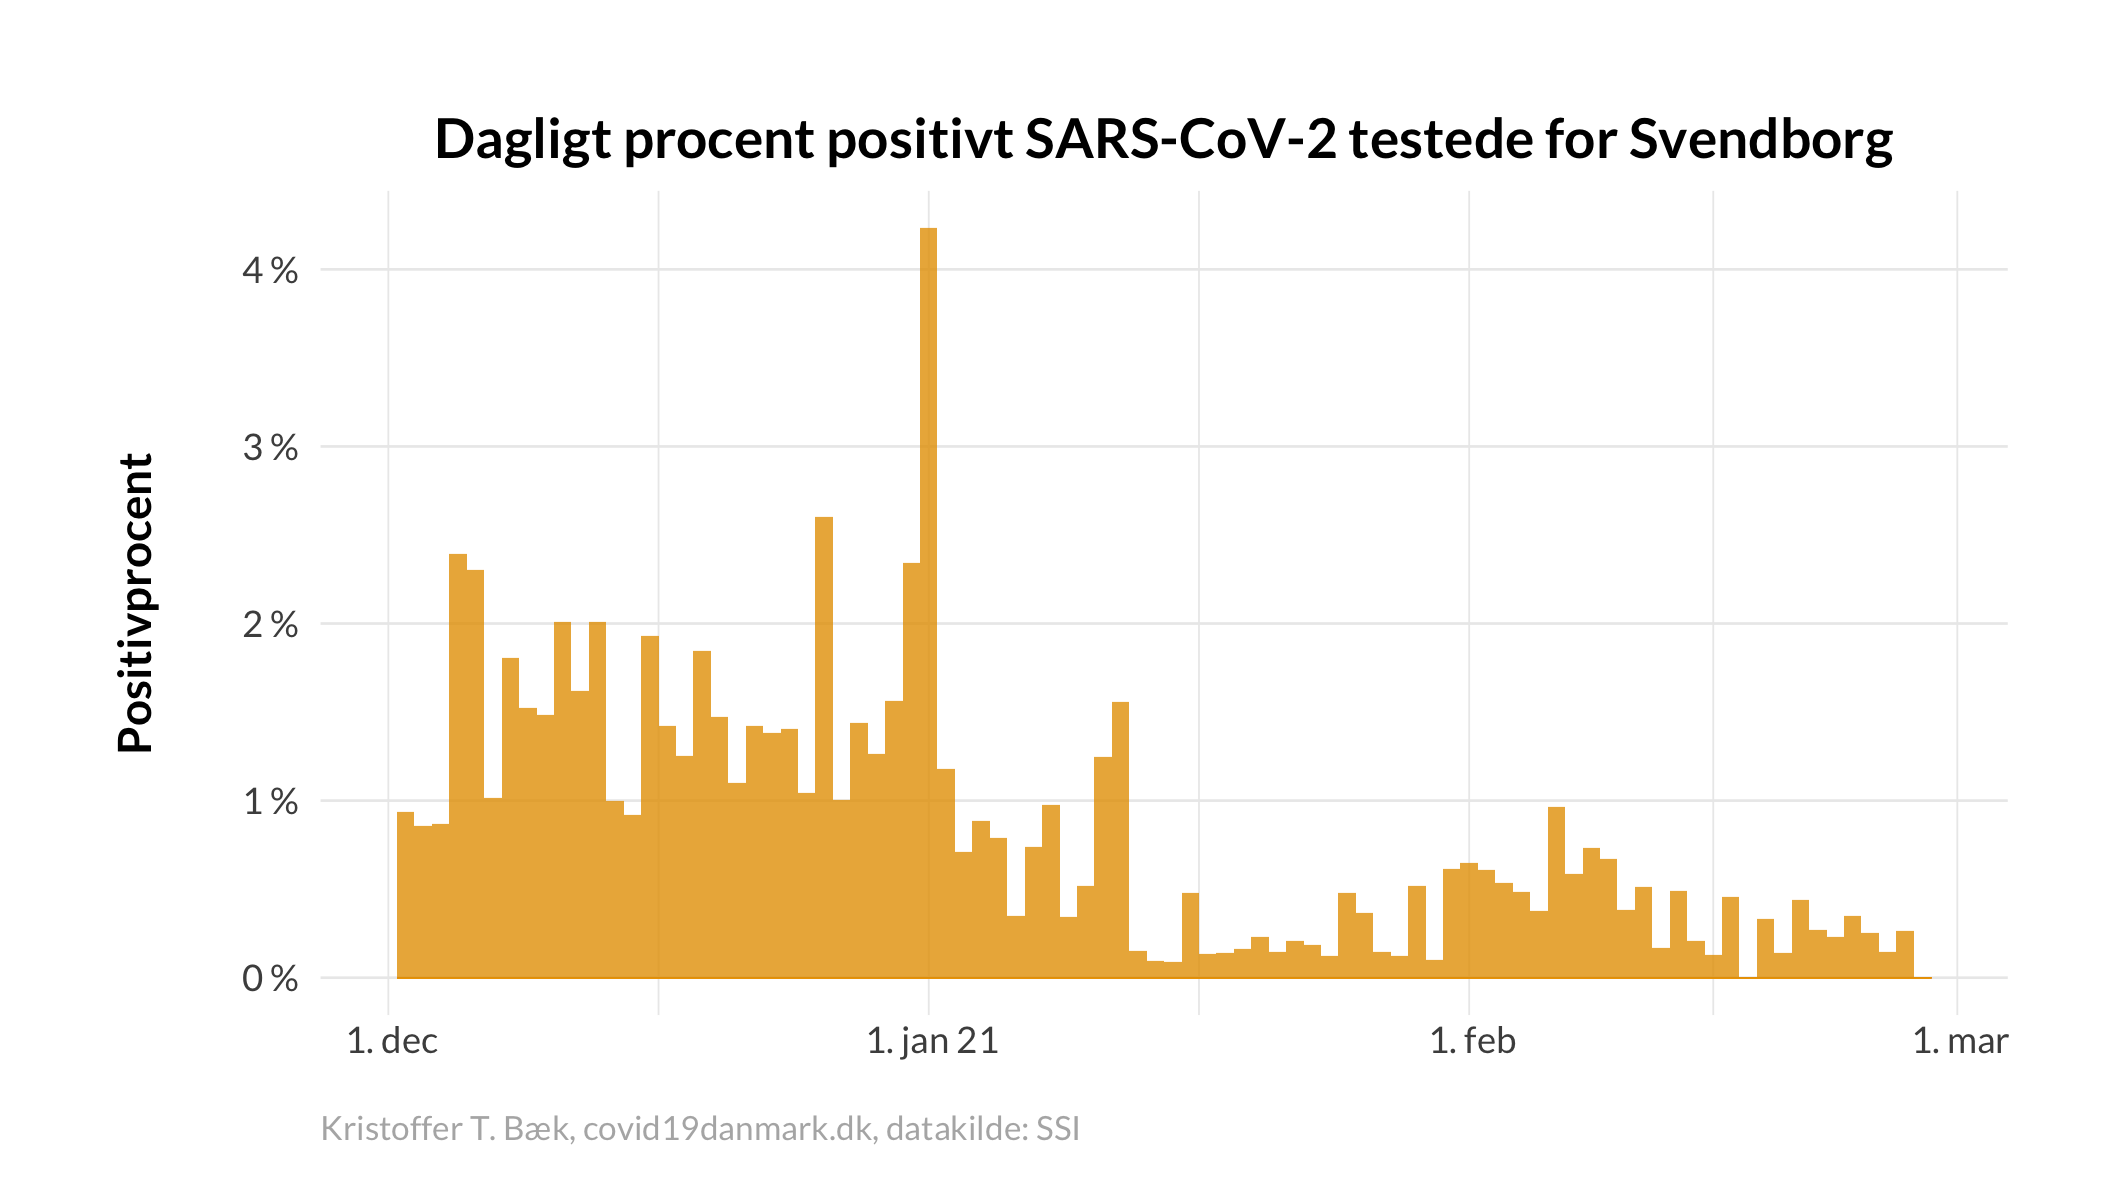 Dagligt procent positivt SARS-CoV-2 testede for Svendborg
Positivprocent
4 %
3 %
2 %
1 %
0 %
1. dec
1. jan 21
1. feb
1. mar
Kristoffer T. Bæk, covid19danmark.dk, datakilde: SSI